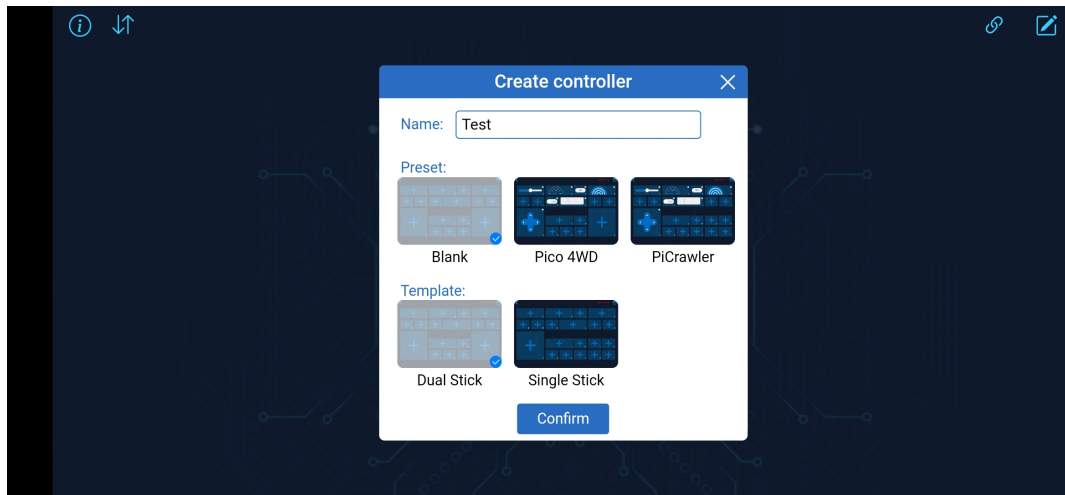 Create controller
Name: Test
Preset:
Blank Pico 4WD PiCrawler
Template:
Dual Stick Single Stick
Confirm